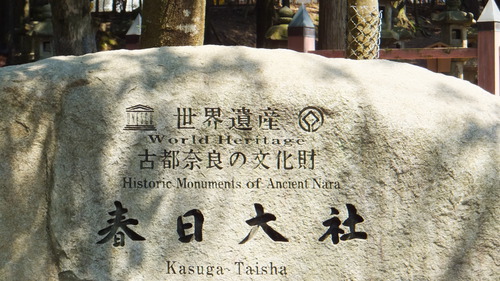 世界遺産
World Heritage
古都奈良の文化財
Historic Monuments of Ancient Nara
春日大社
Kasuga-Taisha